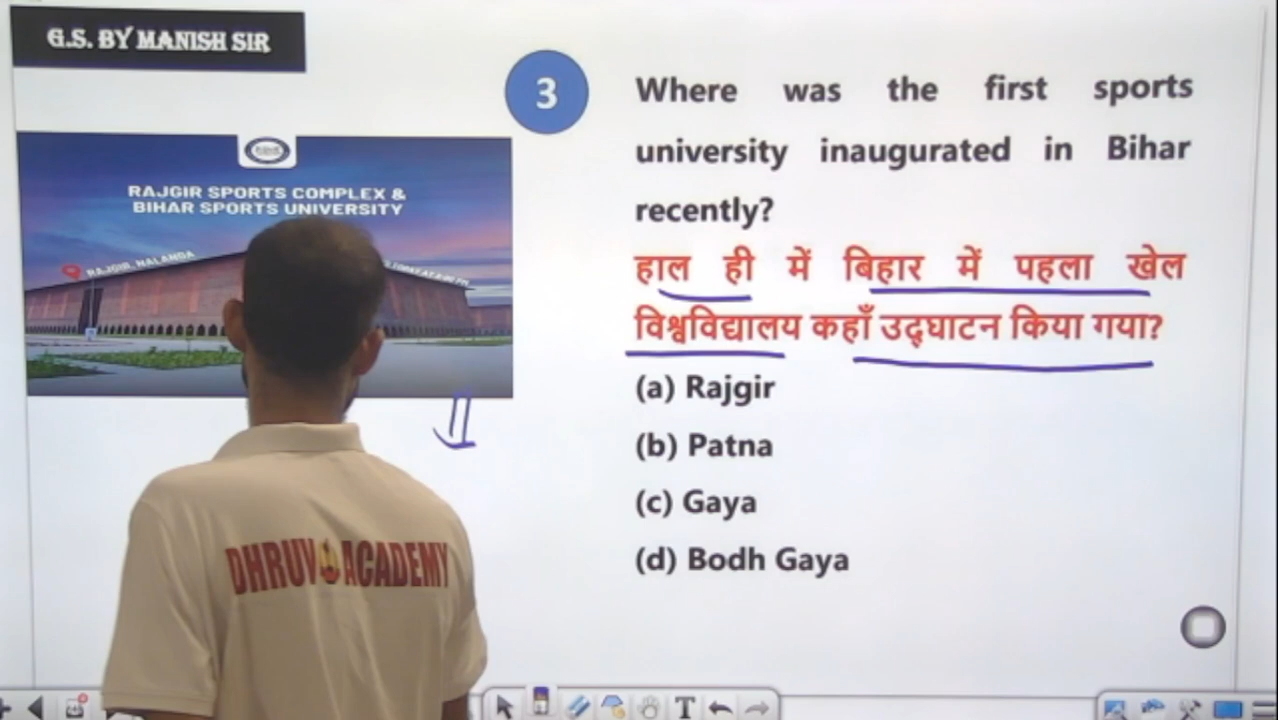 G.S. BY MANISH SIR
3
Where was the first sports
university inaugurated in Bihar
recently?
हाल ही में बिहार में पहला खेल
विश्वविद्यालय कहाँ उद्घाटन किया गया?
(a) Rajgir
(b) Patna
(c) Gaya
(d) Bodh Gaya
RAJGIR SPORTS COMPLEX &
BIHAR SPORTS UNIVERSITY
RAJGIR, NALANDA
DHRUV ACADEMY
T